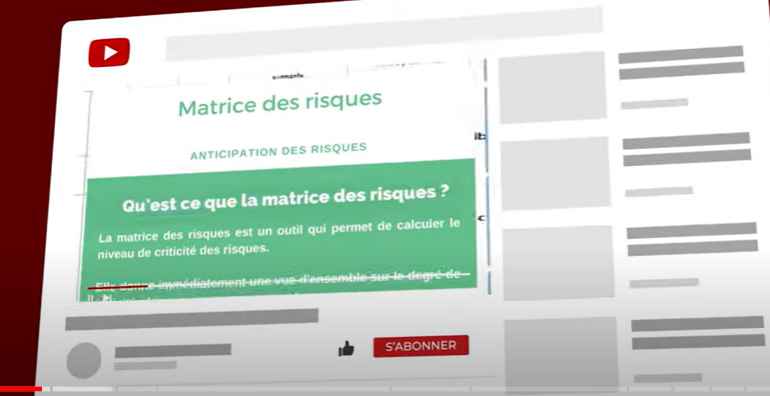 Matrice des risques
ANTICIPATION DES RISQUES
Qu'est ce que la matrice des risques ?
La matrice des risques est un outil qui permet de calculer le
niveau de criticité des risques.
Elle donne immédiatement une vue d'ensemble sur le degré de
S'ABONNER